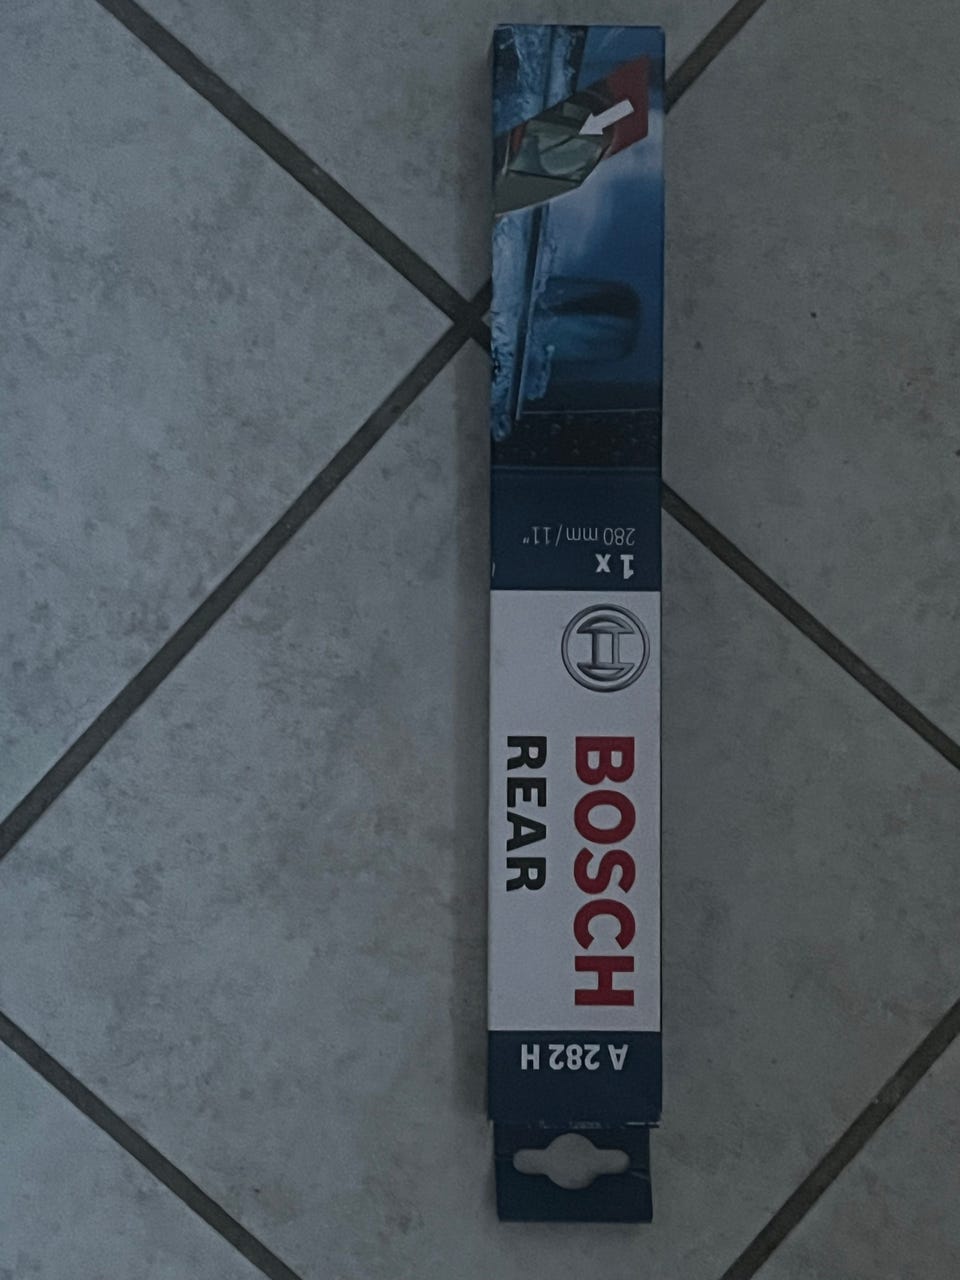 A 282 H
BOSCH
REAR
1 x
280 mm / 11"